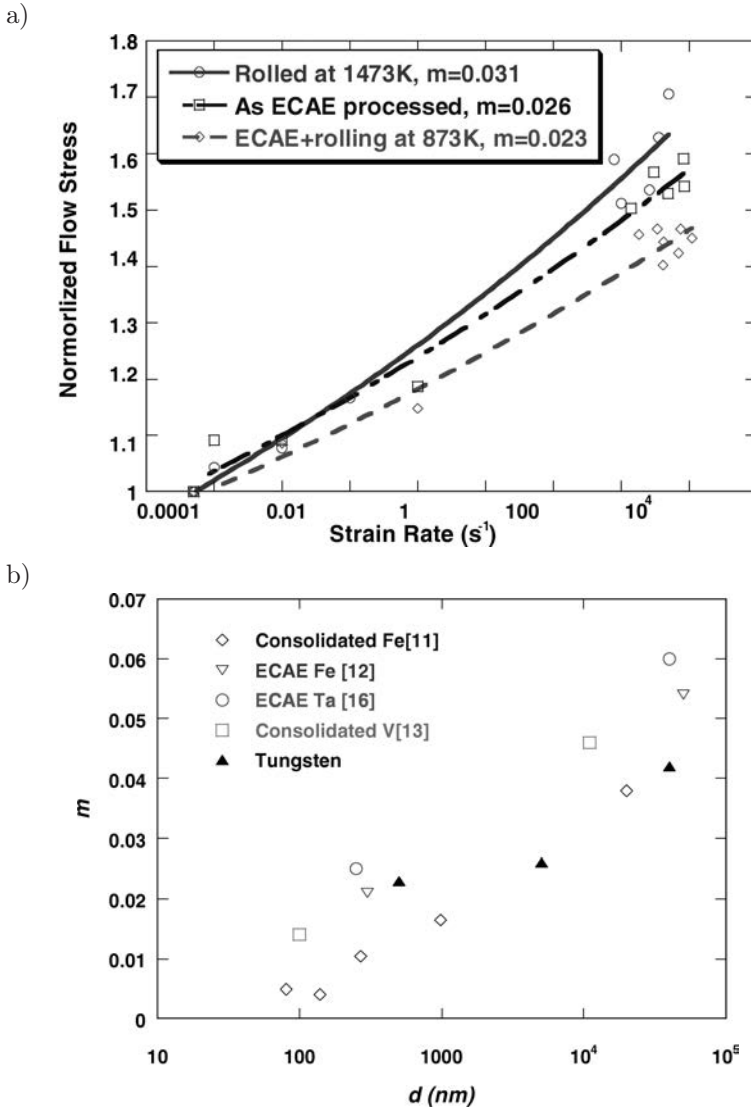 a)
1.8
1.7
1.6
1.5
1.4
1.3
1.2
1.1
1
Normorlized Flow Stress
Rolled at 1473K, m=0.031
As ECAE processed, m=0.026
ECAE+rolling at 873K, m=0.023
0.0001 0.01 1 100 10⁴
Strain Rate (s⁻¹)
b)
0.07
0.06
0.05
0.04
0.03
0.02
0.01
0
m
Consolidated Fe[11]
ECAE Fe [12]
ECAE Ta [16]
Consolidated V[13]
Tungsten
10 100 1000 10⁴ 10⁵
d (nm)